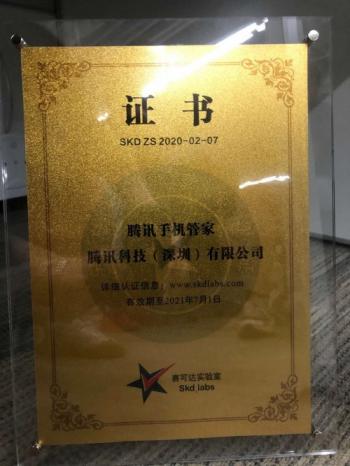 证书
SKD ZS 2020-02-07
腾讯手机管家
腾讯科技（深圳）有限公司
详细认证信息：www.skdlabs.com
有效期至2021年7月1日
赛可达实验室
Skd labs